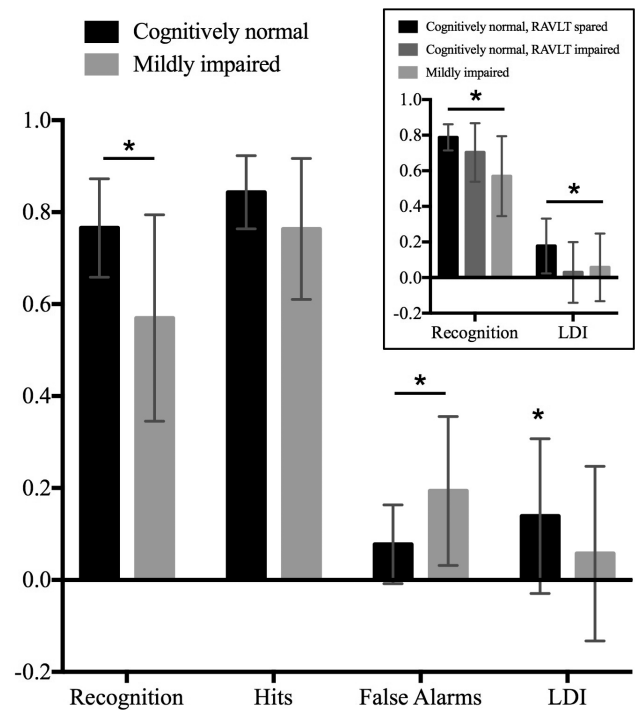 Cognitively normal
Mildly impaired
1.0
0.8
0.6
0.4
0.2
0.0
-0.2
*
*
*
Recognition Hits False Alarms LDI
Cognitively normal, RAVLT spared
Cognitively normal, RAVLT impaired
Mildly impaired
1.0
0.8
0.6
0.4
0.2
0.0
-0.2
*
*
Recognition LDI